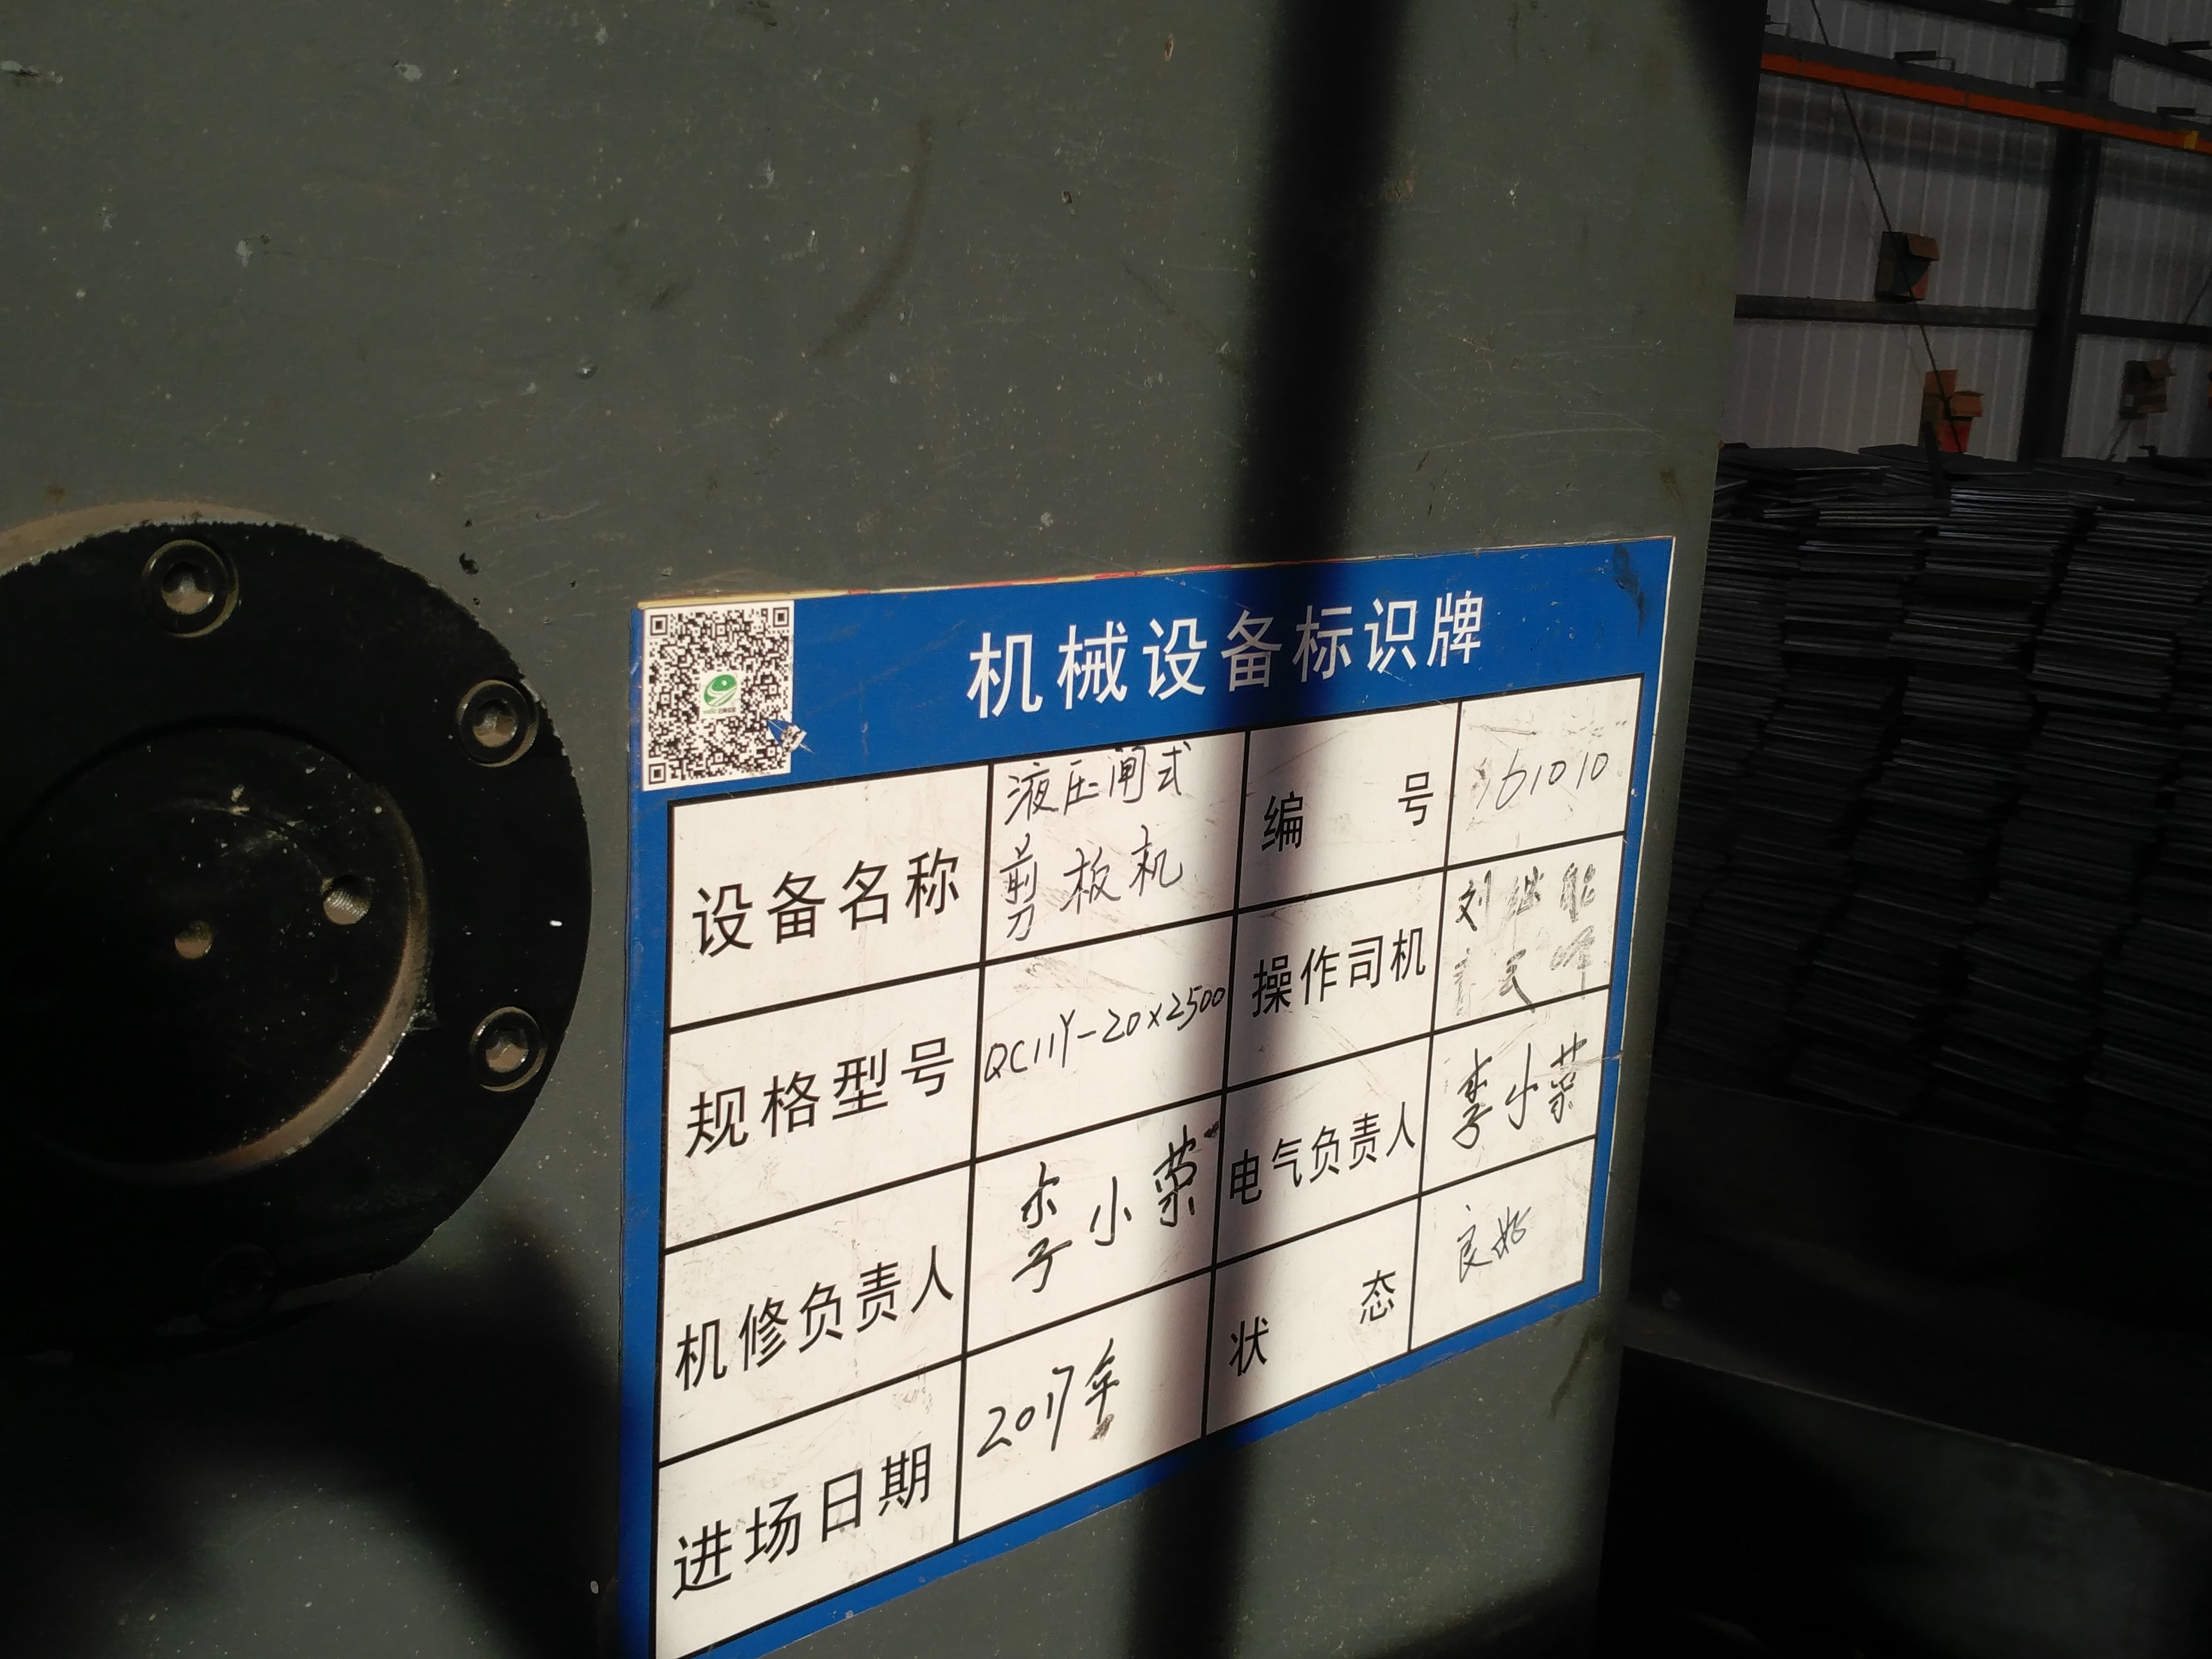 机械设备标识牌
设备名称
液压闸式
剪板机
编 号
161010
规格型号
QC11Y-20×2500
操作司机
刘继
机修负责人
李小荣
电气负责人
李小荣
进场日期
2017年
状 态
良好